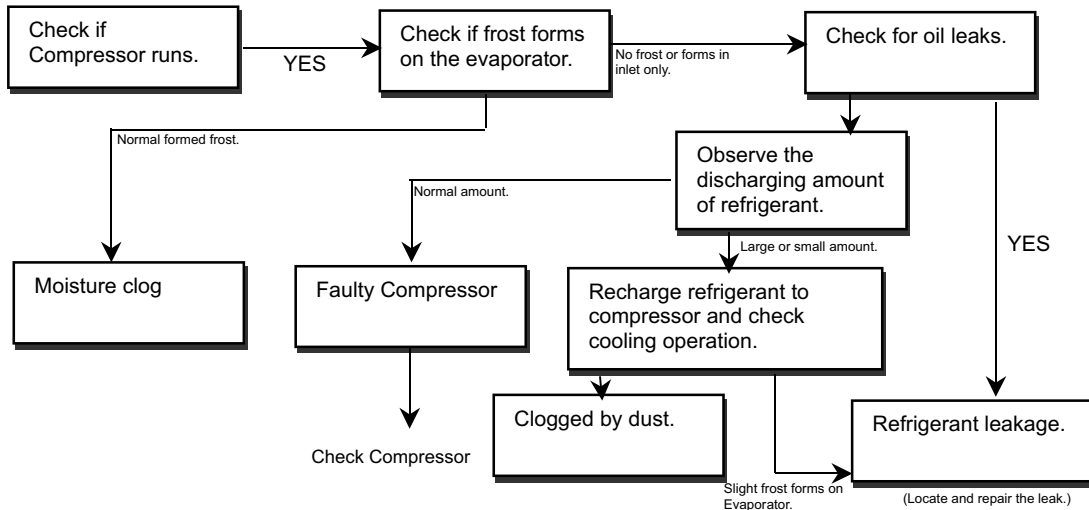 Check if
Compressor runs.
YES
Check if frost forms
on the evaporator.
No frost or forms in
inlet only.
Check for oil leaks.
Normal formed frost.
Observe the
discharging amount
of refrigerant.
Normal amount.
Large or small amount.
YES
Moisture clog
Faulty Compressor
Recharge refrigerant to
compressor and check
cooling operation.
Clogged by dust.
Refrigerant leakage.
Check Compressor
Slight frost forms on
Evaporator.
(Locate and repair the leak.)